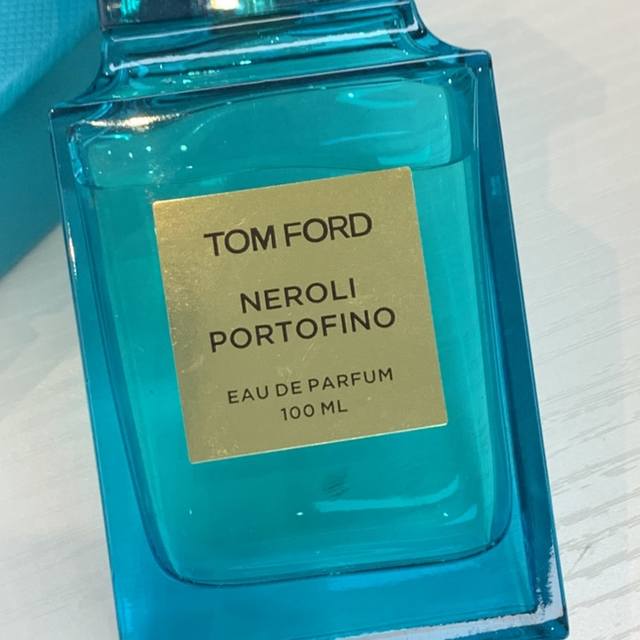 TOM FORD
NEROLI
PORTOFINO
EAU DE PARFUM
100 ML